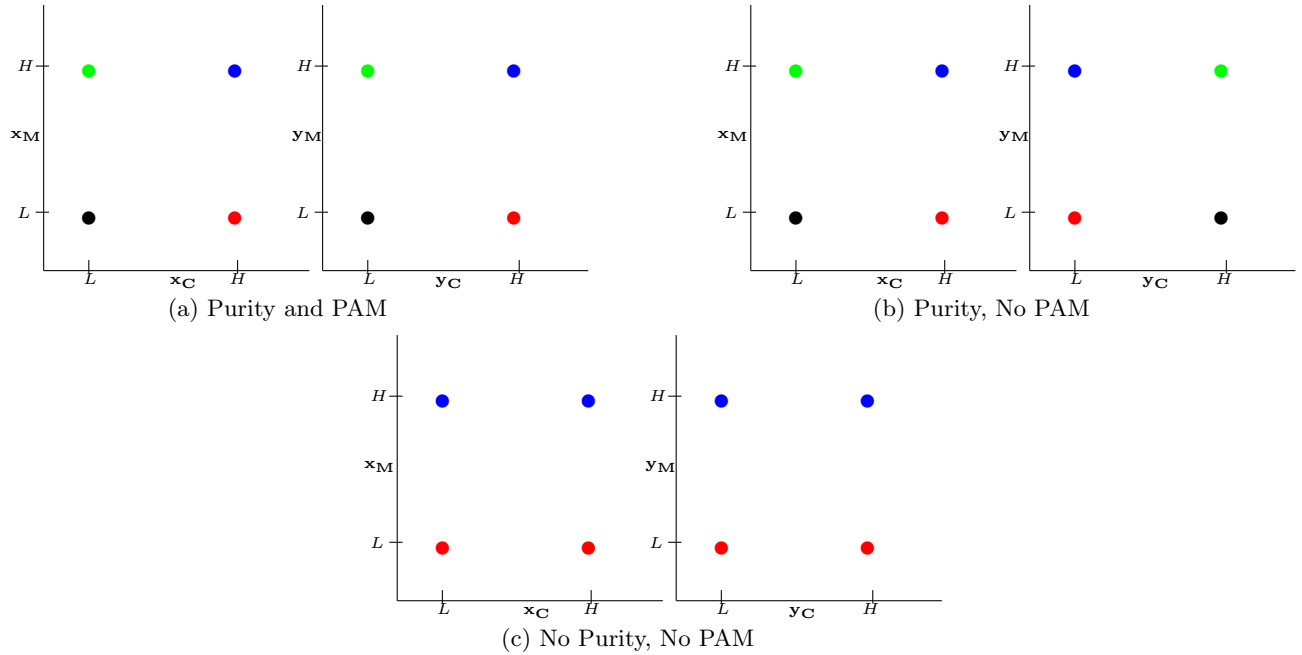 H
x_M
L
L
x_C
H
H
y_M
L
L
y_C
H
(a) Purity and PAM
H
x_M
L
L
x_C
H
H
y_M
L
L
y_C
H
(b) Purity, No PAM
H
x_M
L
L
x_C
H
H
y_M
L
L
y_C
H
(c) No Purity, No PAM